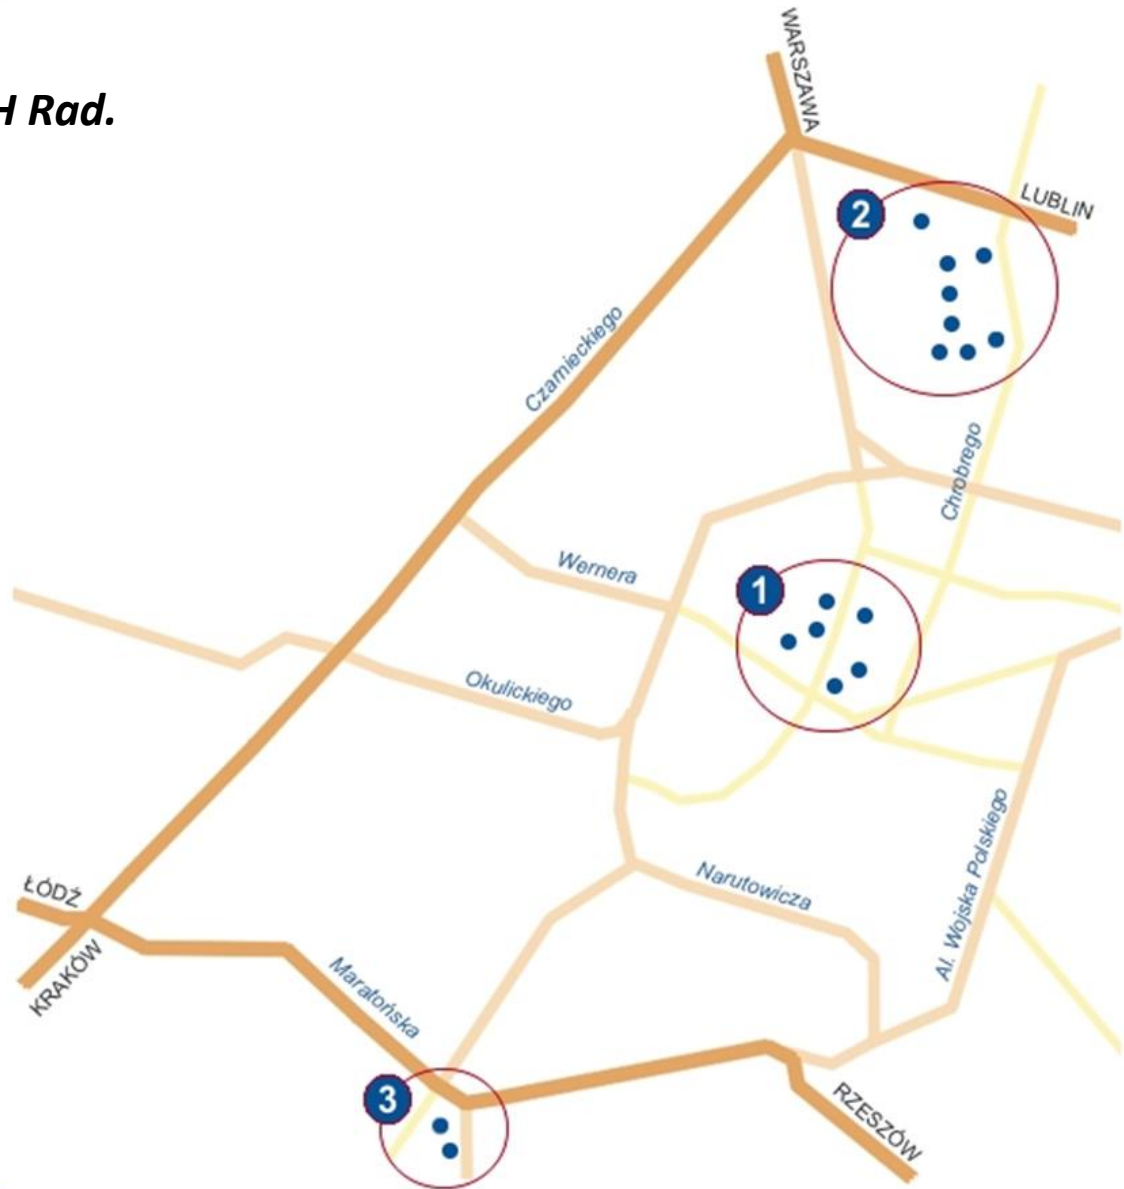 H Rad.
WARSZAWA
LUBLIN
2
Czarnieckiego
Chrobrego
Wernera
1
Okulickiego
Narutowicza
Al. Wojska Polskiego
ŁÓDŹ
KRAKÓW
Maratońska
3
RZESZÓW